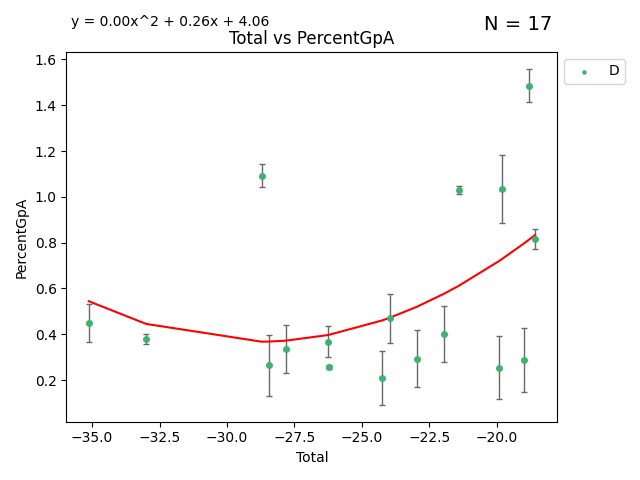 y = 0.00x^2 + 0.26x + 4.06
N = 17
Total vs PercentGpA
D
PercentGpA
1.6
1.4
1.2
1.0
0.8
0.6
0.4
0.2
−35.0 −32.5 −30.0 −27.5 −25.0 −22.5 −20.0
Total